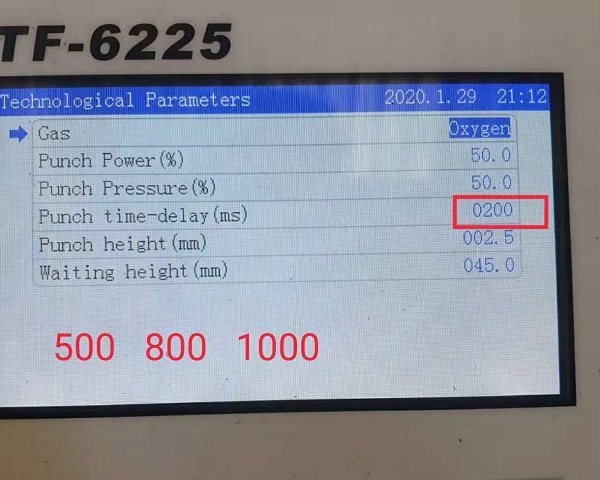 TF-6225
Technological Parameters 2020.1.29 21:12
Gas Oxygen
Punch Power(%) 50.0
Punch Pressure(%) 50.0
Punch time-delay(ms) 0200
Punch height(mm) 002.5
Waiting height(mm) 045.0
500 800 1000